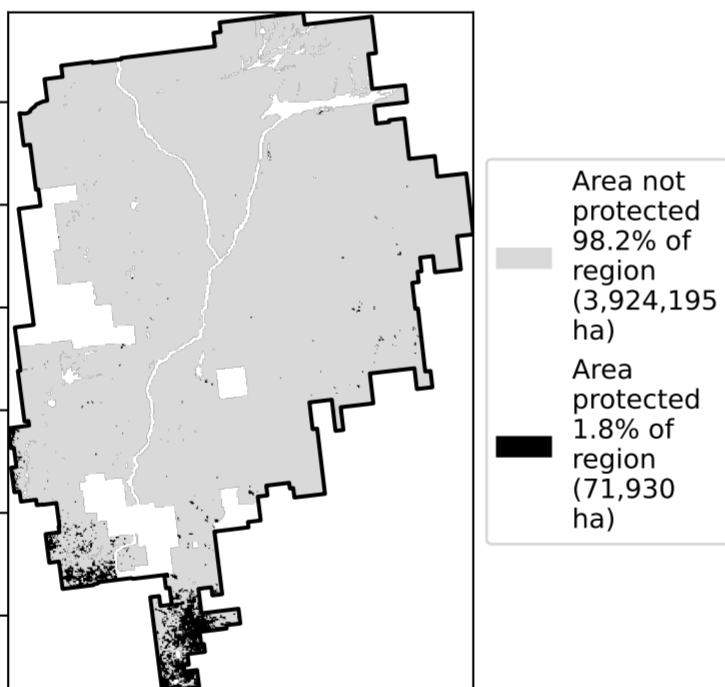 Area not
protected
98.2% of
region
(3,924,195
ha)
Area
protected
1.8% of
region
(71,930
ha)